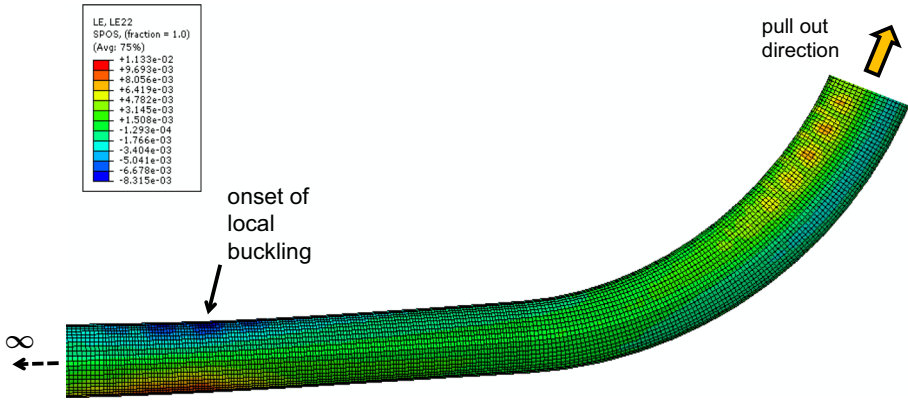 LE, LE22
SPOS, (fraction = 1.0)
(Avg: 75%)
+1.133e-02
+9.693e-03
+8.056e-03
+6.419e-03
+4.782e-03
+3.145e-03
+1.508e-03
-1.293e-04
-1.766e-03
-3.404e-03
-5.041e-03
-6.678e-03
-8.315e-03
pull out
direction
onset of
local
buckling
∞